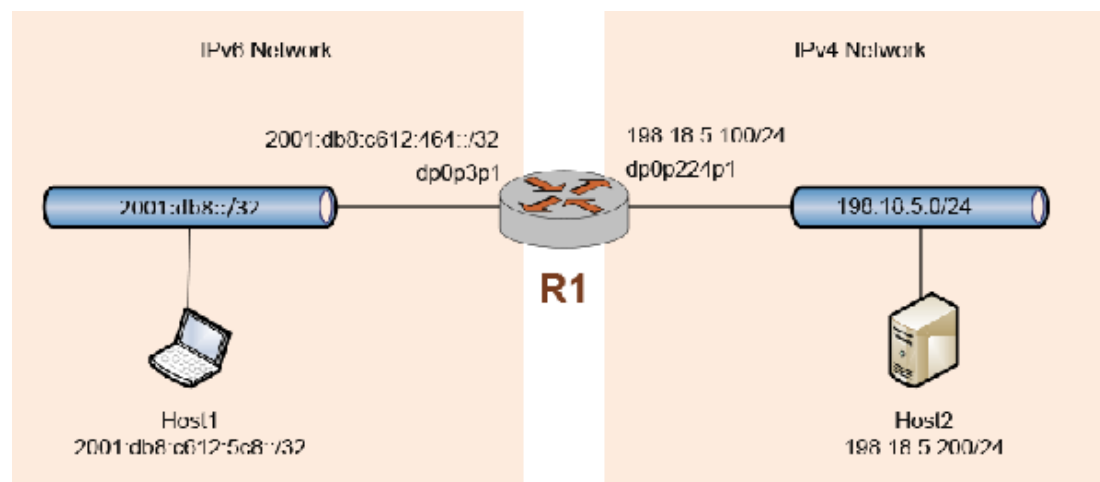 IPv6 Network
IPv4 Network
2001:db8:c612:464::/32
dp0p3p1
198.18.5.100/24
dp0p224p1
2001:db8::/32
198.18.5.0/24
R1
Host1
2001:db8:c612:5c8::/32
Host2
198.18.5.200/24